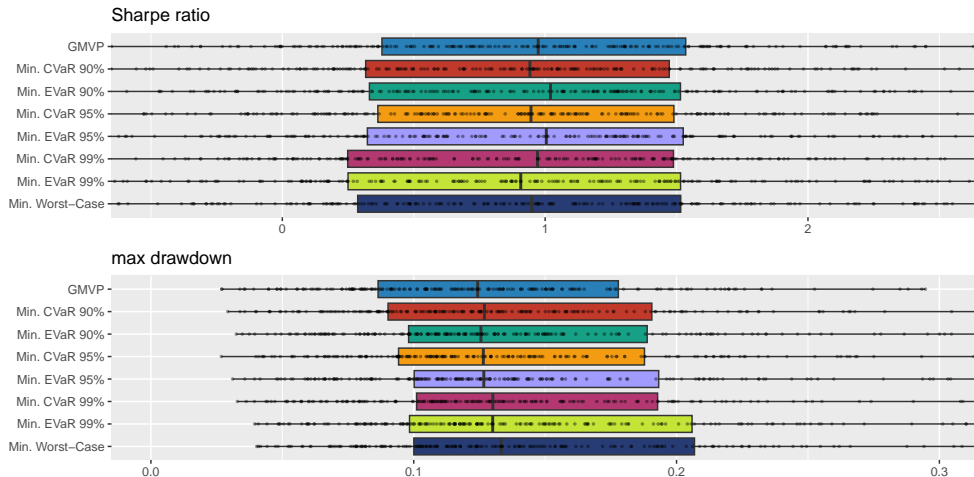 Sharpe ratio
GMVP
Min. CVaR 90%
Min. EVaR 90%
Min. CVaR 95%
Min. EVaR 95%
Min. CVaR 99%
Min. EVaR 99%
Min. Worst−Case
0 1 2
max drawdown
GMVP
Min. CVaR 90%
Min. EVaR 90%
Min. CVaR 95%
Min. EVaR 95%
Min. CVaR 99%
Min. EVaR 99%
Min. Worst−Case
0.0 0.1 0.2 0.3